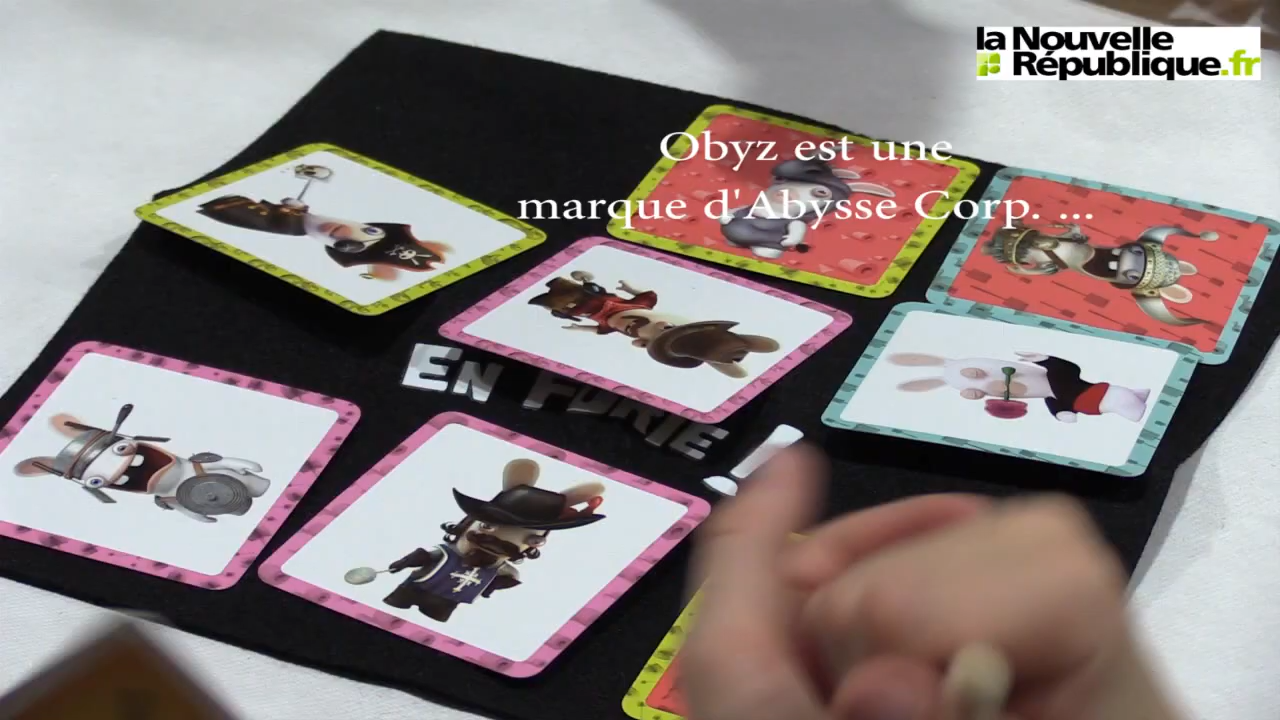 la Nouvelle
République.fr
Obyz est une
marque d'Abysse Corp. ...
EN FURIE !